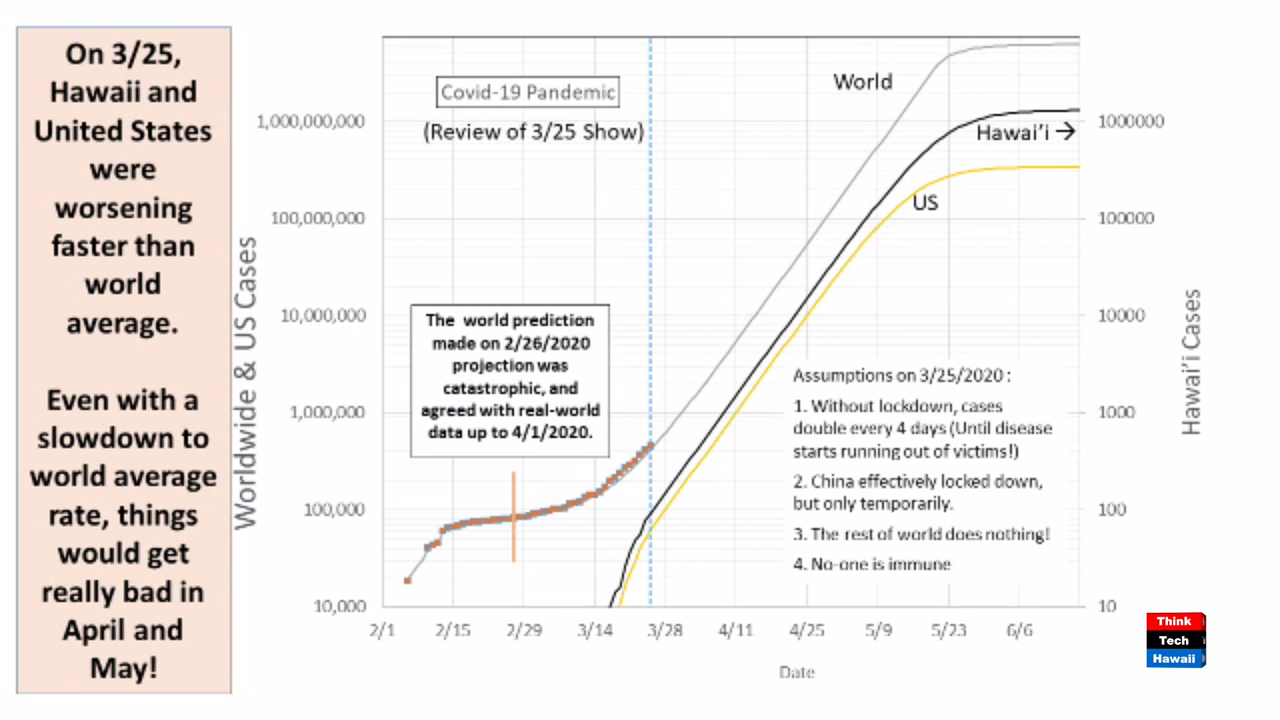 On 3/25,
Hawaii and
United States
were
worsening
faster than
world
average.
Even with a
slowdown to
world average
rate, things
would get
really bad in
April and
May!
Covid-19 Pandemic
(Review of 3/25 Show)
World
Hawai’i →
US
The world prediction
made on 2/26/2020
projection was
catastrophic, and
agreed with real-world
data up to 4/1/2020.
Assumptions on 3/25/2020 :
1. Without lockdown, cases
double every 4 days (Until disease
starts running out of victims!)
2. China effectively locked down,
but only temporarily.
3. The rest of world does nothing!
4. No-one is immune
Worldwide & US Cases
1,000,000,000
100,000,000
10,000,000
1,000,000
100,000
10,000
1000000
100000
10000
1000
100
10
Hawai’i Cases
2/1 2/15 2/29 3/14 3/28 4/11 4/25 5/9 5/23 6/6
Date
Think
Tech
Hawaii